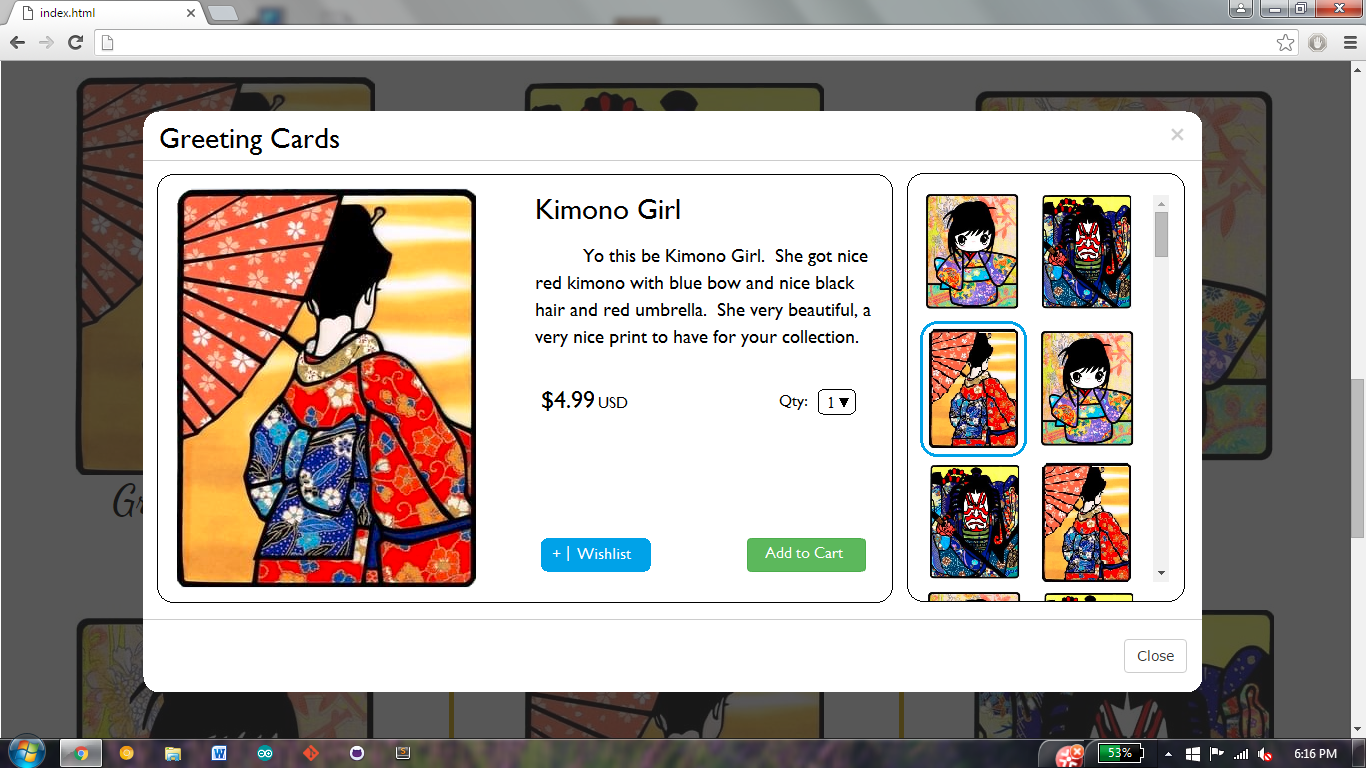 index.html
Greeting Cards
×
Kimono Girl
Yo this be Kimono Girl.  She got nice
red kimono with blue bow and nice black
hair and red umbrella.  She very beautiful, a
very nice print to have for your collection.
$4.99 USD
Qty: 1 ▼
+ | Wishlist
Add to Cart
Close
53%
6:16 PM